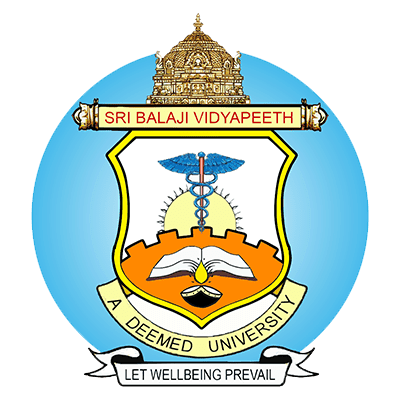 SRI BALAJI VIDYAPEETH
A DEEMED UNIVERSITY
LET WELLBEING PREVAIL